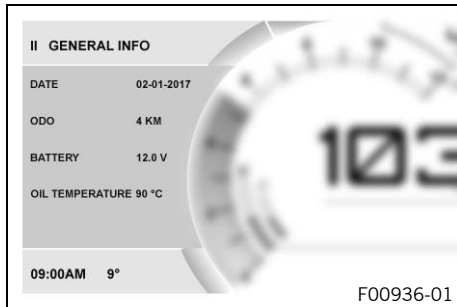 II GENERAL INFO
DATE 02-01-2017
ODO 4 KM
BATTERY 12.0 V
OIL TEMPERATURE 90 °C
103
09:00AM 9°
F00936-01